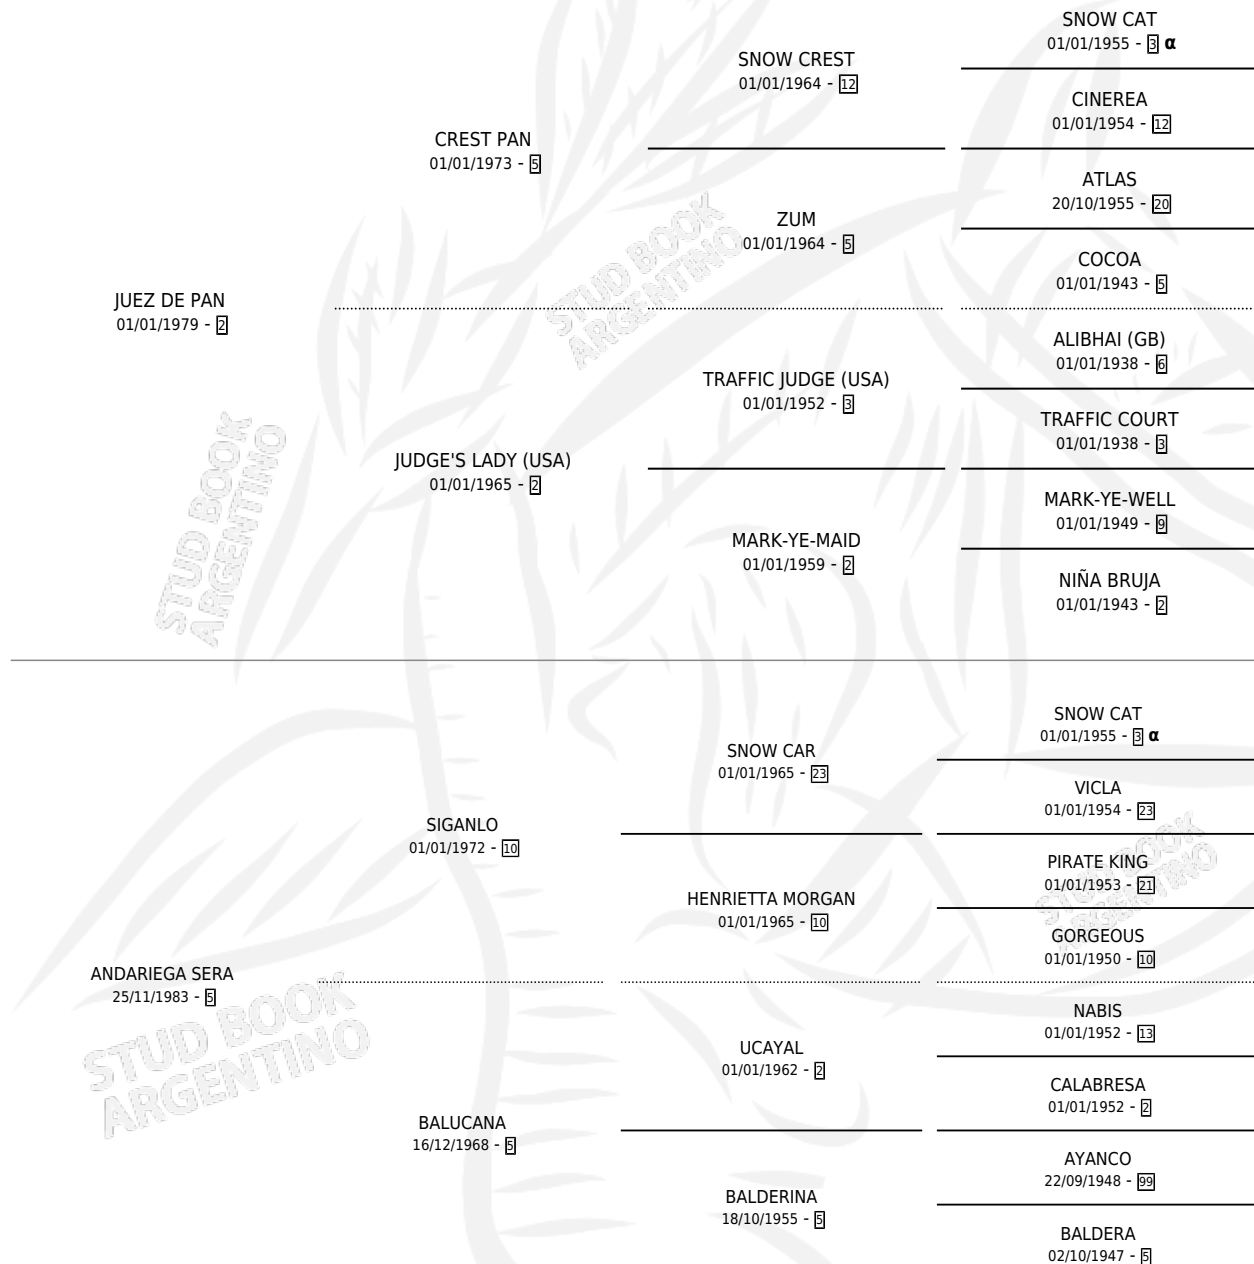 SNOW CAT
01/01/1955 - 3 α
SNOW CREST
01/01/1964 - 12
CINEREA
01/01/1954 - 12
CREST PAN
01/01/1973 - 5
ATLAS
20/10/1955 - 20
ZUM
01/01/1964 - 5
COCOA
01/01/1943 - 5
JUEZ DE PAN
01/01/1979 - 2
ALIBHAI (GB)
01/01/1938 - 6
TRAFFIC JUDGE (USA)
01/01/1952 - 3
TRAFFIC COURT
01/01/1938 - 3
JUDGE'S LADY (USA)
01/01/1965 - 2
MARK-YE-WELL
01/01/1949 - 9
MARK-YE-MAID
01/01/1959 - 2
NIÑA BRUJA
01/01/1943 - 2
SNOW CAT
01/01/1955 - 3 α
SNOW CAR
01/01/1965 - 23
VICLA
01/01/1954 - 23
SIGANLO
01/01/1972 - 10
PIRATE KING
01/01/1953 - 21
HENRIETTA MORGAN
01/01/1965 - 10
GORGEOUS
01/01/1950 - 10
ANDARIEGA SERA
25/11/1983 - 5
NABIS
01/01/1952 - 13
UCAYAL
01/01/1962 - 2
CALABRESA
01/01/1952 - 2
BALUCANA
16/12/1968 - 5
AYANCO
22/09/1948 - 99
BALDERINA
18/10/1955 - 5
BALDERA
02/10/1947 - 5
STUD BOOK
ARGENTINO
STUD BOOK
ARGENTINO
STUD BOOK
ARGENTINO
STUD BOOK
ARGENTINO